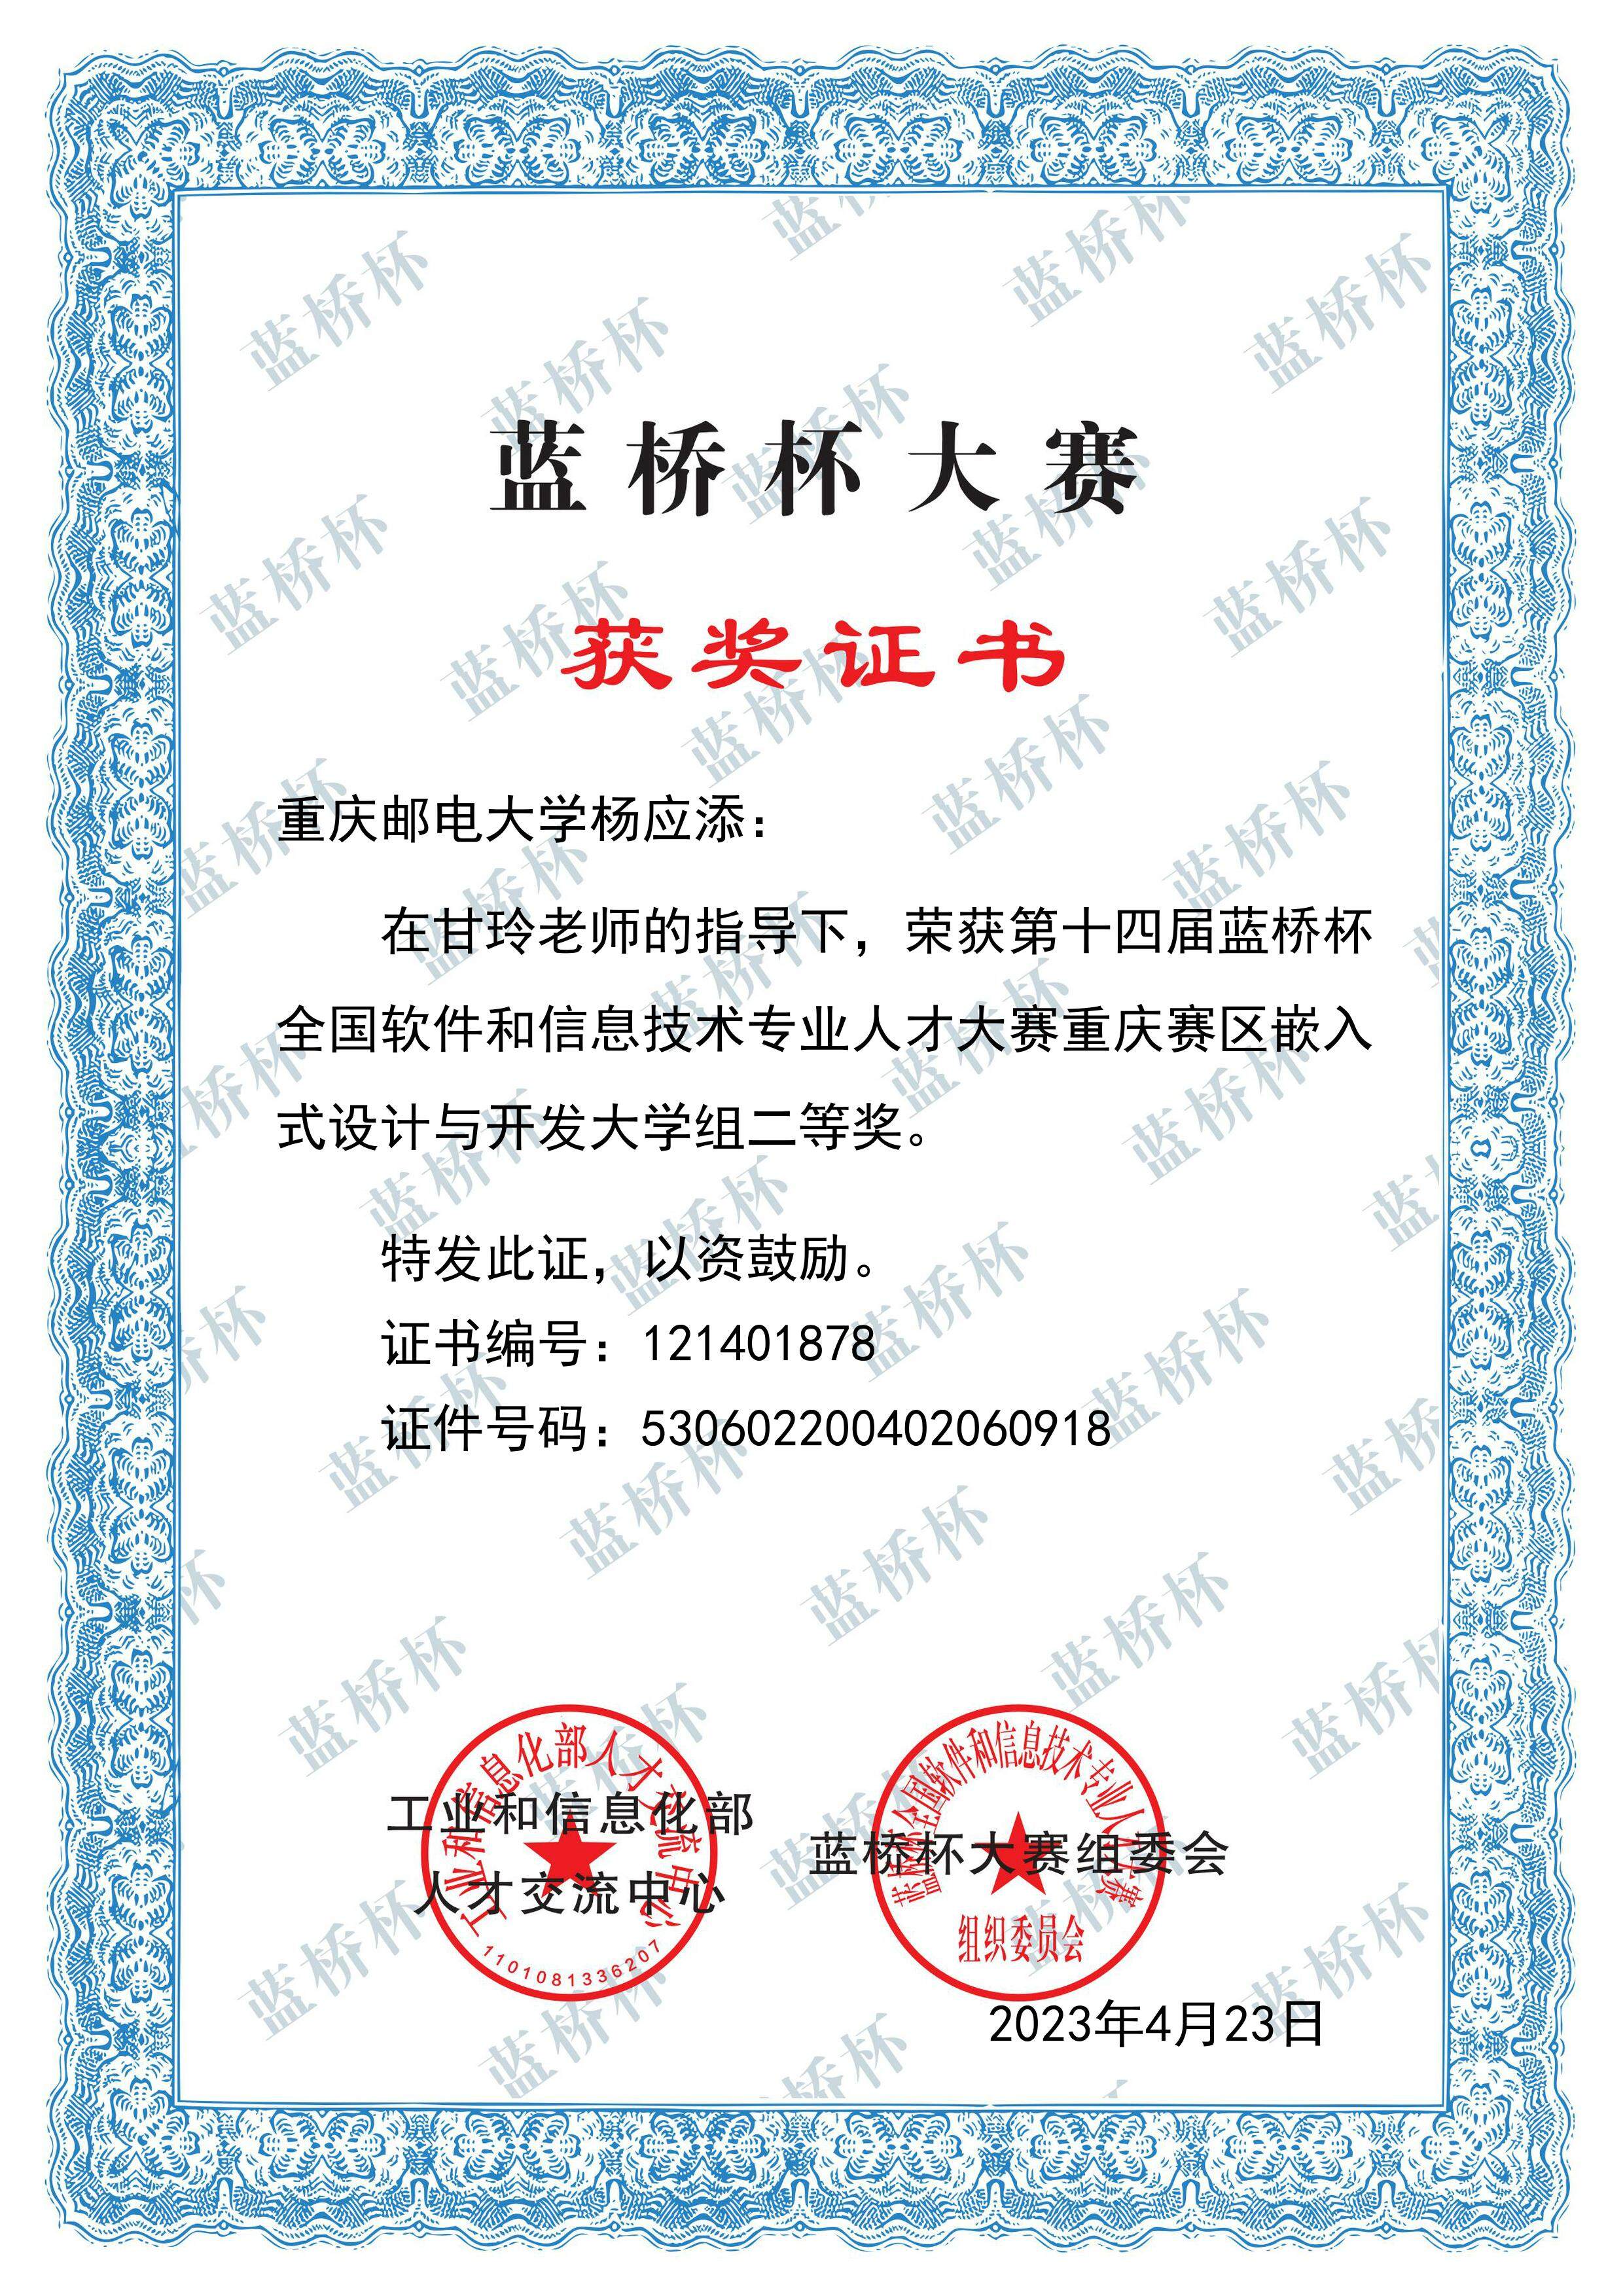 蓝桥杯大赛
获奖证书
重庆邮电大学杨应添：
在甘玲老师的指导下，荣获第十四届蓝桥杯
全国软件和信息技术专业人才大赛重庆赛区嵌入
式设计与开发大学组二等奖。
特发此证，以资鼓励。
证书编号：121401878
证件号码：530602200402060918
工业和信息化部人才交流中心
工业和信息化部
人才交流中心
1101081336207
蓝桥杯全国软件和信息技术专业人才大赛
蓝桥杯大赛组委会
组织委员会
2023年4月23日
蓝桥杯